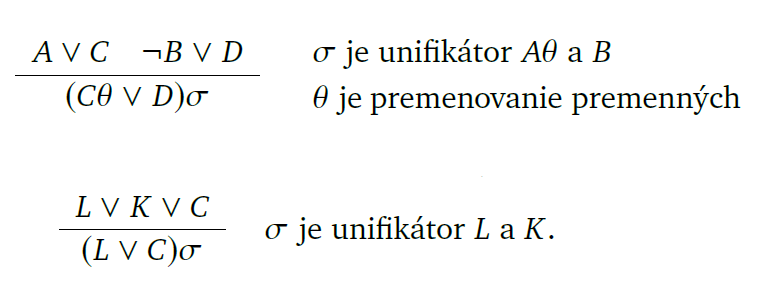 A ∨ C    ¬B ∨ D    σ je unifikátor Aθ a B
(Cθ ∨ D)σ    θ je premenovanie premenných
L ∨ K ∨ C
(L ∨ C)σ    σ je unifikátor L a K.